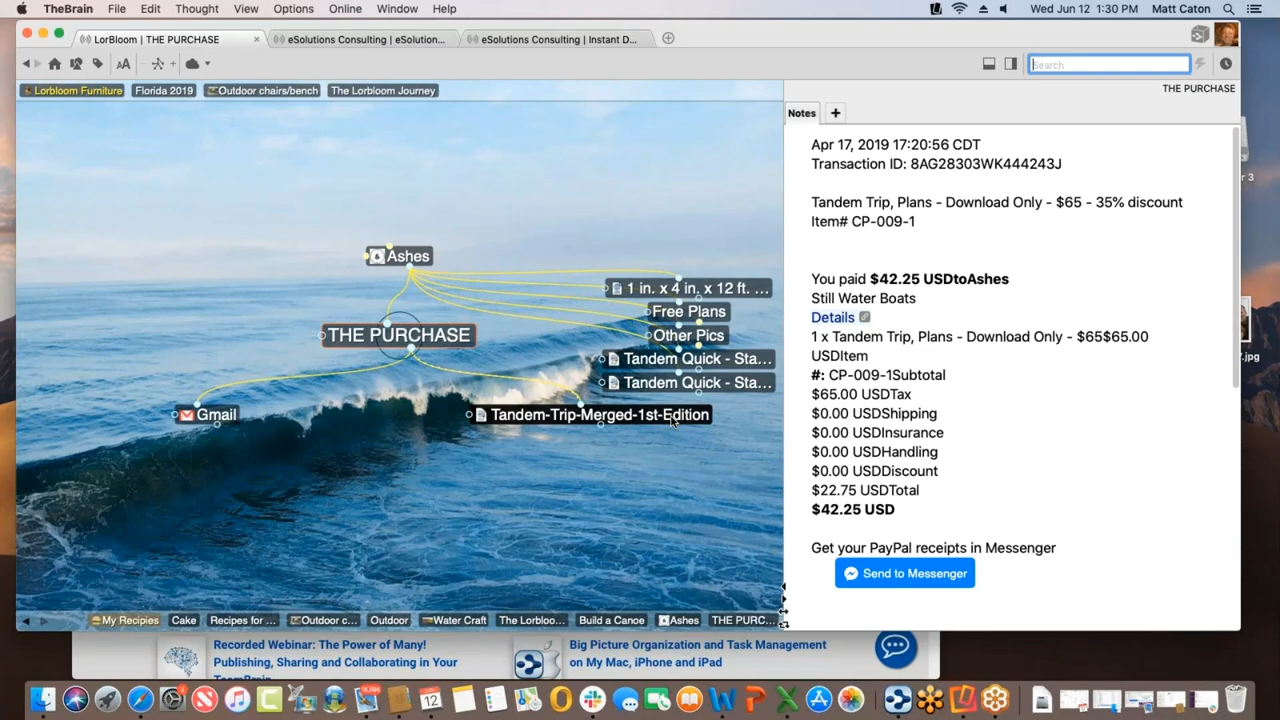 TheBrain File Edit Thought View Options Online Window Help Wed Jun 12 1:30 PM Matt Caton
LorBloom | THE PURCHASE
eSolutions Consulting | eSolution...
eSolutions Consulting | Instant D...
AA
Search
Lorbloom Furniture Florida 2019 Outdoor chairs/bench The Lorbloom Journey
THE PURCHASE
Notes
Apr 17, 2019 17:20:56 CDT
Transaction ID: 8AG28303WK444243J
Tandem Trip, Plans - Download Only - $65 - 35% discount
Item# CP-009-1
You paid $42.25 USDtoAshes
Still Water Boats
Details
1 x Tandem Trip, Plans - Download Only - $65$65.00
USDItem
#: CP-009-1Subtotal
$65.00 USDTax
$0.00 USDShipping
$0.00 USDInsurance
$0.00 USDHandling
$0.00 USDDiscount
$22.75 USDTotal
$42.25 USD
Get your PayPal receipts in Messenger
Send to Messenger
Ashes
1 in. x 4 in. x 12 ft. ...
Free Plans
THE PURCHASE
Other Pics
Tandem Quick - Sta...
Tandem Quick - Sta...
Gmail
Tandem-Trip-Merged-1st-Edition
My Recipies Cake Recipes for ... Outdoor c... Outdoor Water Craft The Lorbloo... Build a Canoe Ashes THE PURC...
Recorded Webinar: The Power of Many!
Publishing, Sharing and Collaborating in Your
Big Picture Organization and Task Management
on My Mac, iPhone and iPad
r 3
7.jpg